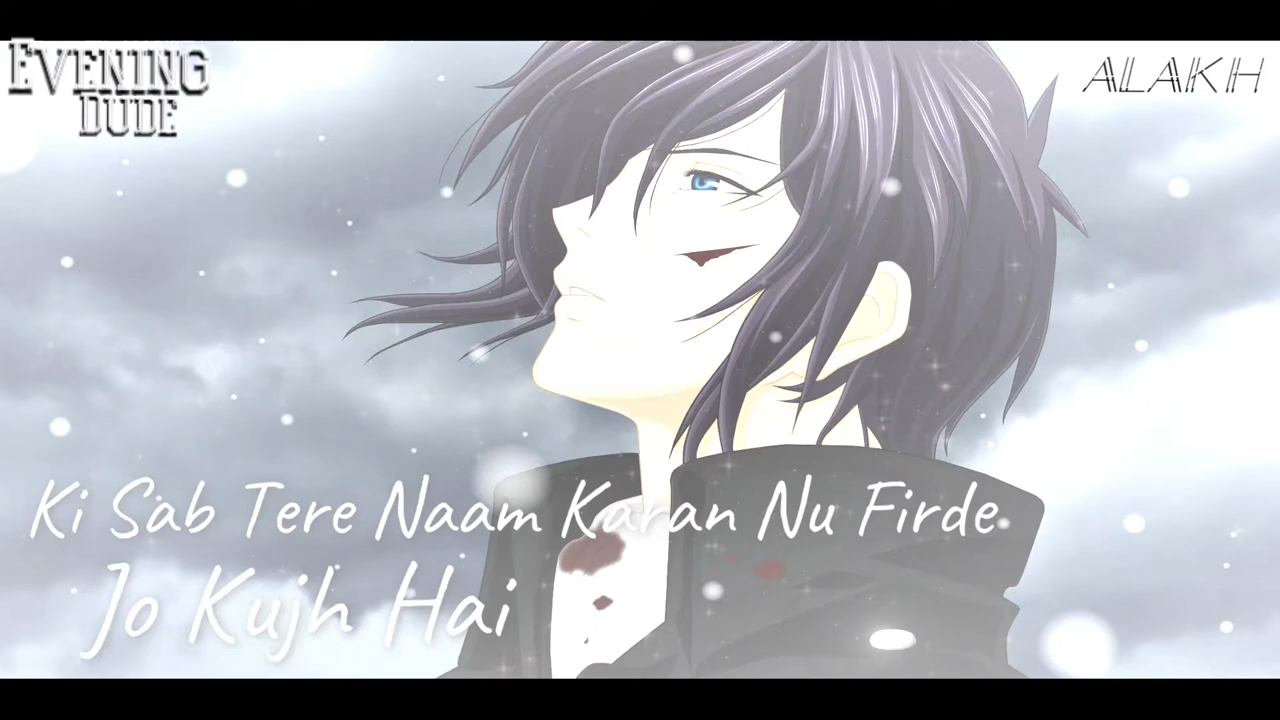 EVENING
DUDE
ALAKH
Ki Sab Tere Naam Karan Nu Firde
Jo Kujh Hai